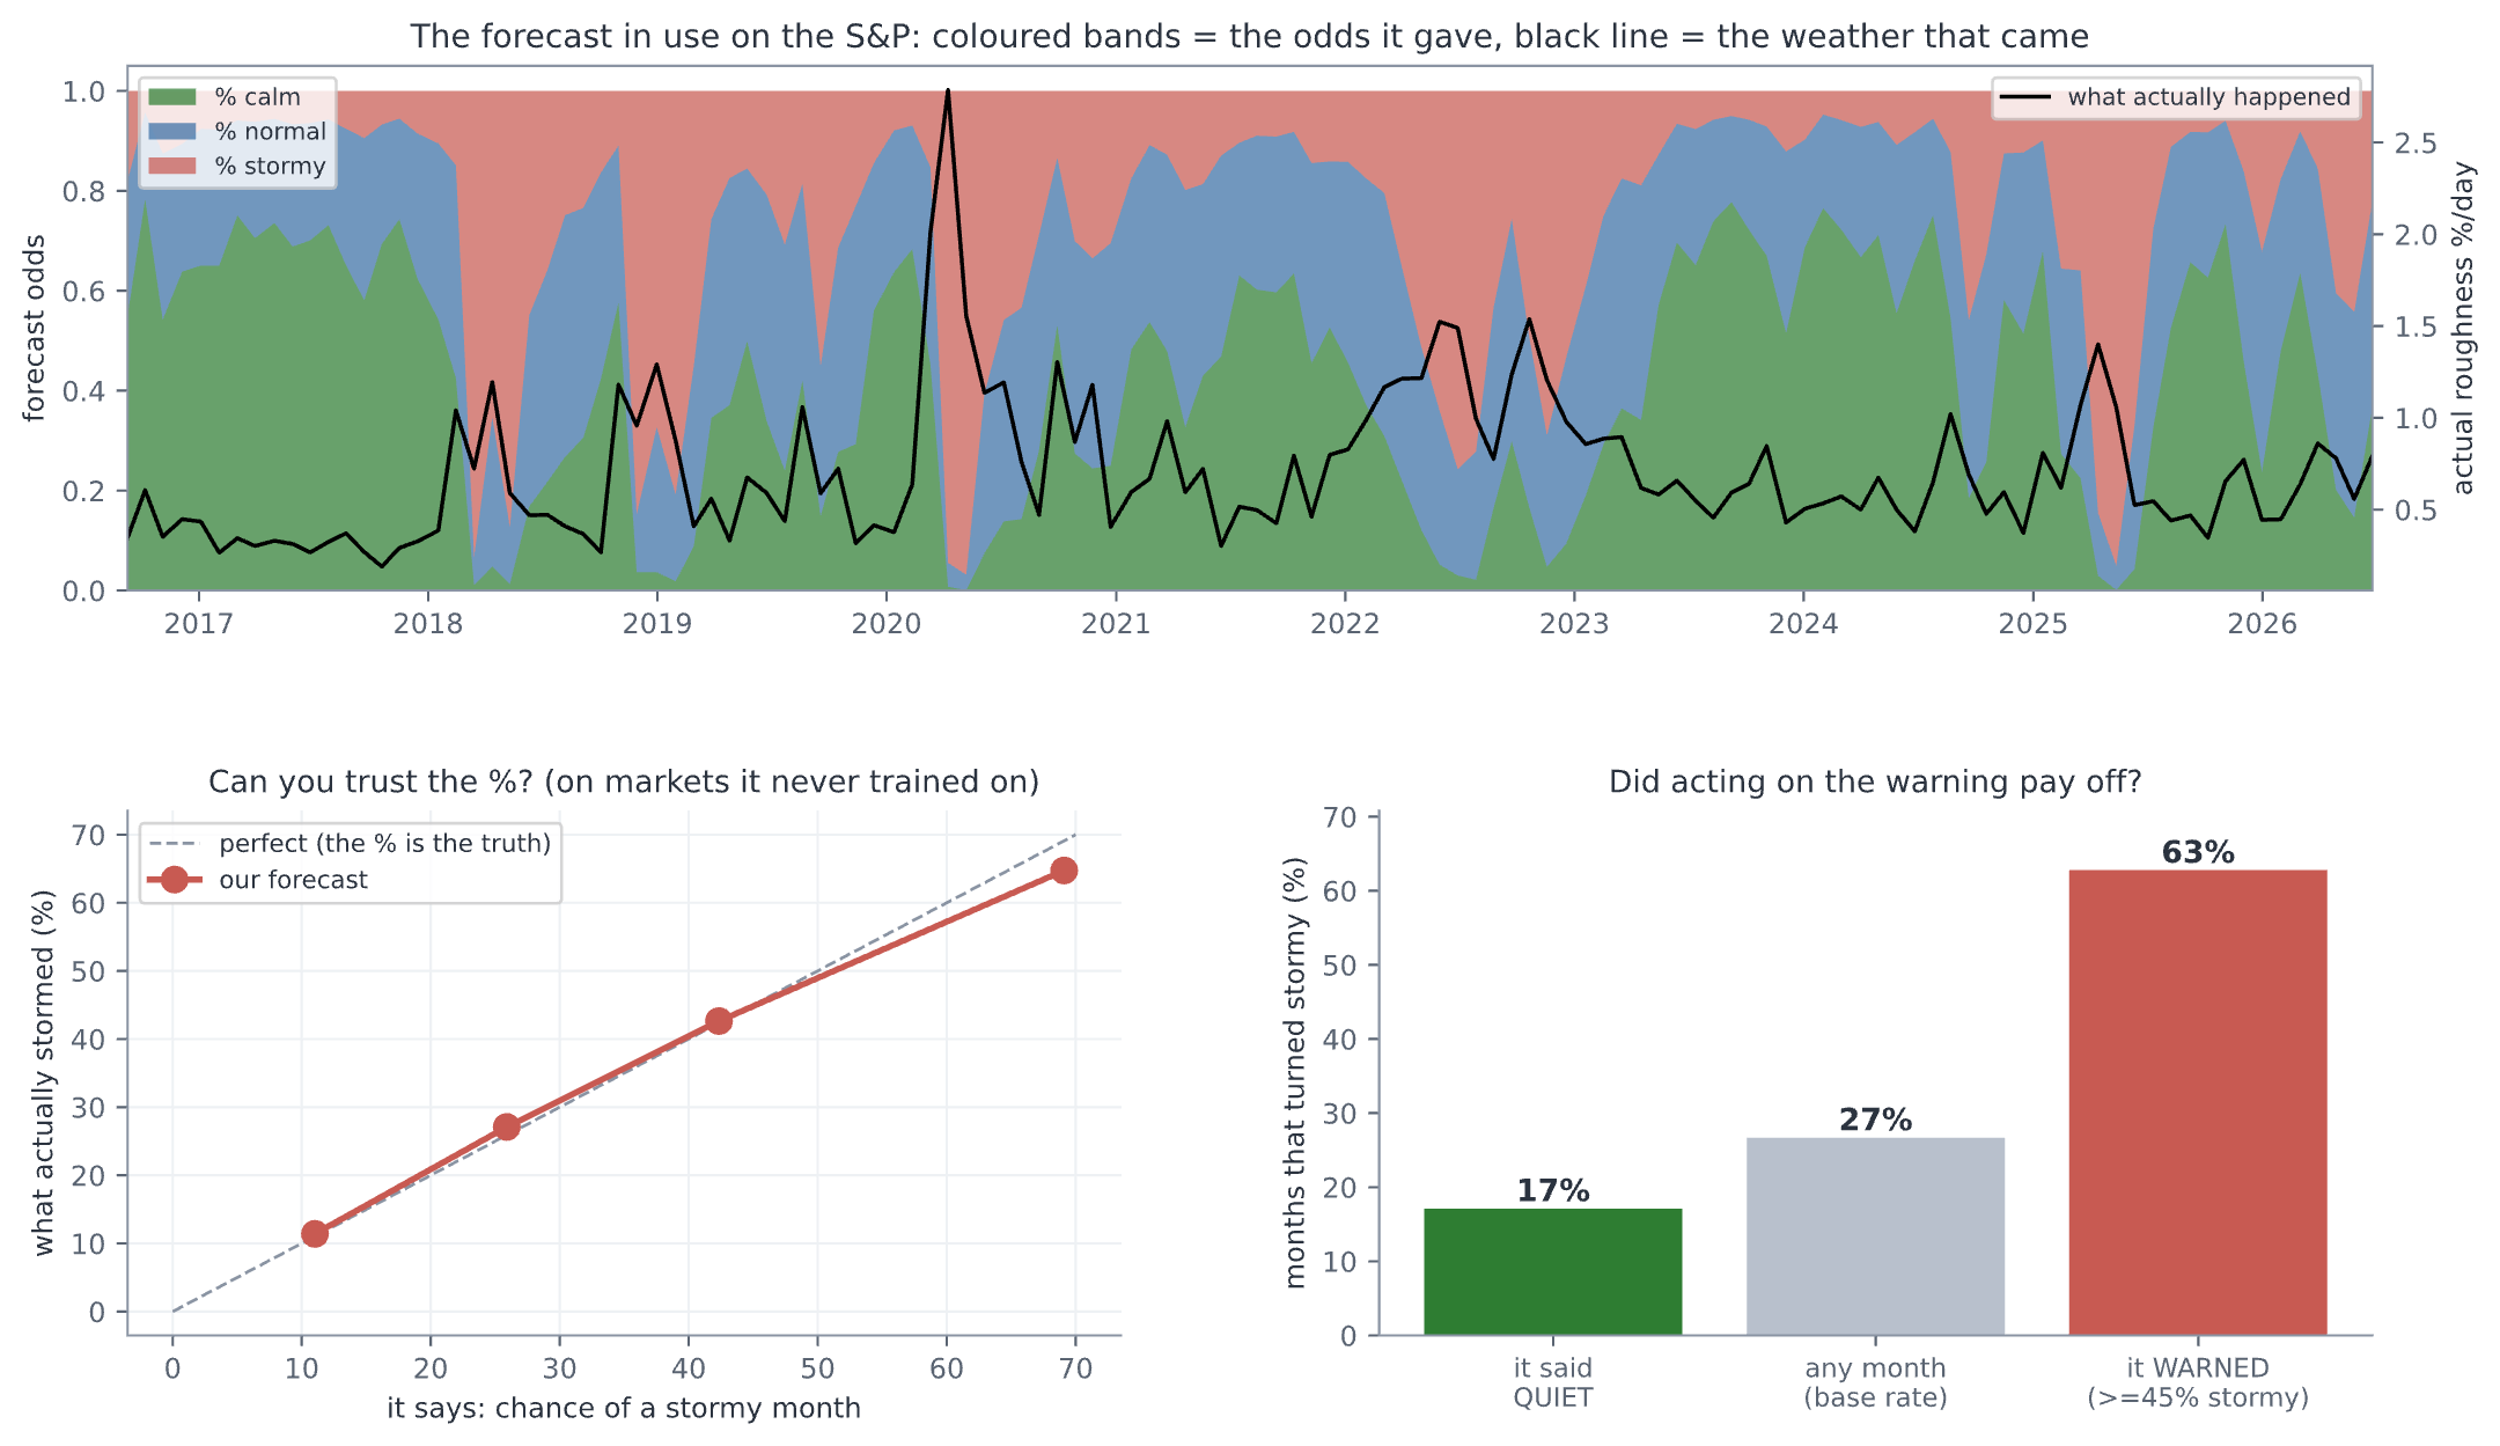 The forecast in use on the S&P: coloured bands = the odds it gave, black line = the weather that came
% calm
% normal
% stormy
what actually happened
forecast odds
1.0
0.8
0.6
0.4
0.2
0.0
actual roughness %/day
2.5
2.0
1.5
1.0
0.5
2017 2018 2019 2020 2021 2022 2023 2024 2025 2026
Can you trust the %? (on markets it never trained on)
perfect (the % is the truth)
our forecast
what actually stormed (%)
70
60
50
40
30
20
10
0
0 10 20 30 40 50 60 70
it says: chance of a stormy month
Did acting on the warning pay off?
months that turned stormy (%)
70
60
50
40
30
20
10
0
17%
27%
63%
it said
QUIET
any month
(base rate)
it WARNED
(>=45% stormy)